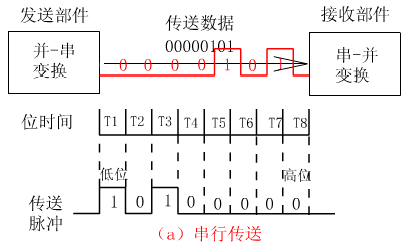 发送部件 传送数据 接收部件
00000101
并-串
变换
0 0 0 0 1 0 1
串-并
变换
位时间 T1 T2 T3 T4 T5 T6 T7 T8
低位 高位
传送
脉冲
1 0 1 0 0 0 0 0
(a) 串行传送